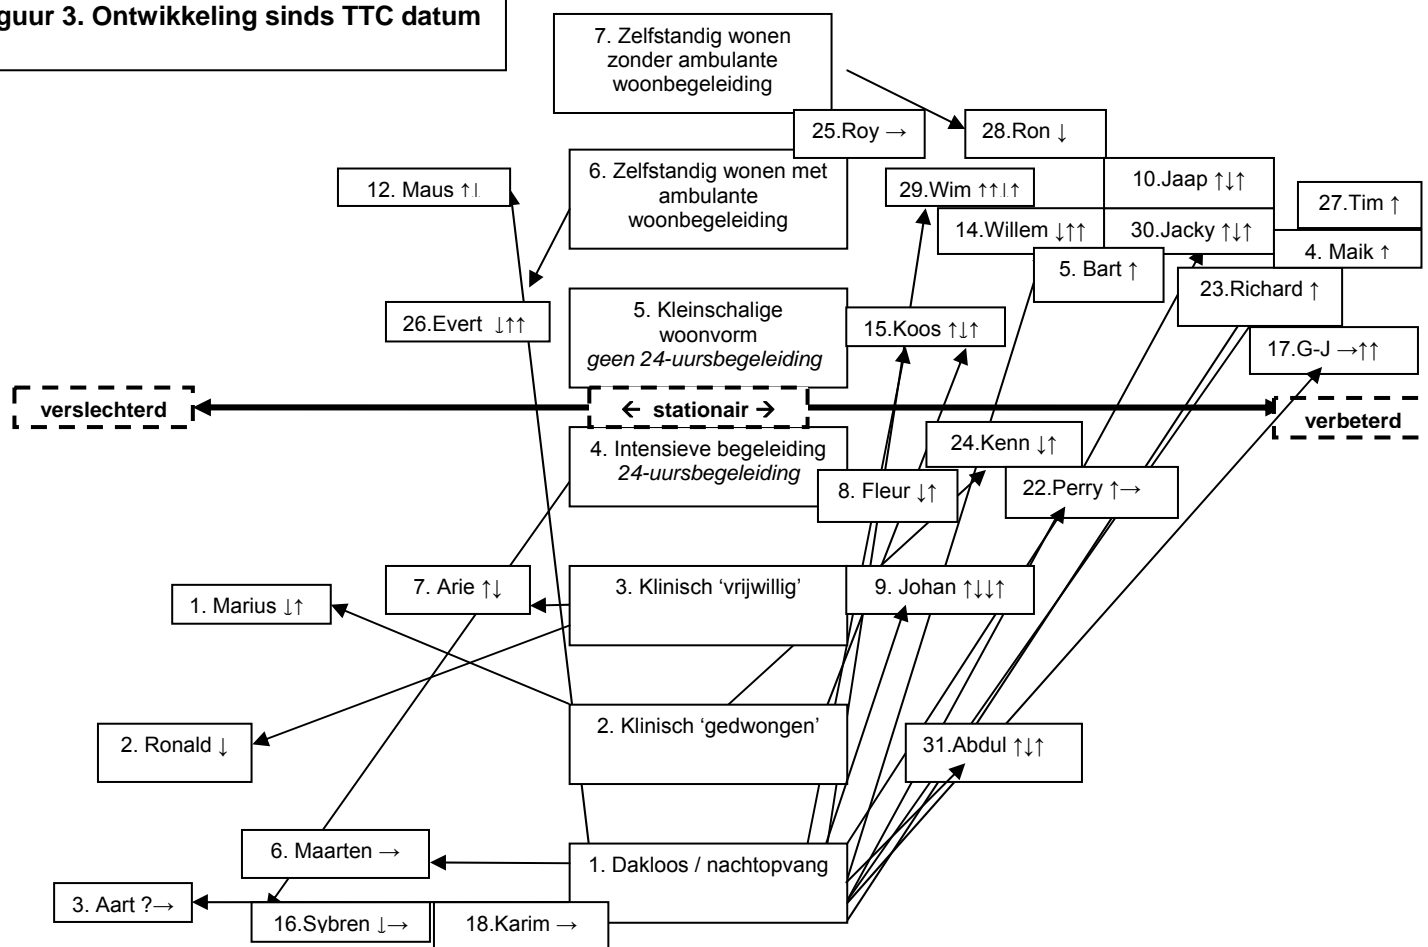 guur 3. Ontwikkeling sinds TTC datum
7. Zelfstandig wonen
zonder ambulante
woonbegeleiding
25.Roy →
28.Ron ↓
6. Zelfstandig wonen met
ambulante
woonbegeleiding
12. Maus ↑↓
29.Wim ↑↑↓↑
10.Jaap ↑↓↑
27.Tim ↑
14.Willem ↓↑↑
30.Jacky ↑↓↑
4. Maik ↑
5. Bart ↑
23.Richard ↑
26.Evert ↓↑↑
5. Kleinschalige
woonvorm
geen 24-uursbegeleiding
15.Koos ↑↓↑
17.G-J →↑↑
verslechterd
← stationair →
verbeterd
4. Intensieve begeleiding
24-uursbegeleiding
24.Kenn ↓↑
8. Fleur ↓↑
22.Perry ↑→
1. Marius ↓↑
7. Arie ↑↓
3. Klinisch ‘vrijwillig’
9. Johan ↑↓↓↑
2. Ronald ↓
2. Klinisch ‘gedwongen’
31.Abdul ↑↓↑
6. Maarten →
1. Dakloos / nachtopvang
3. Aart ?→
16.Sybren ↓→
18.Karim →